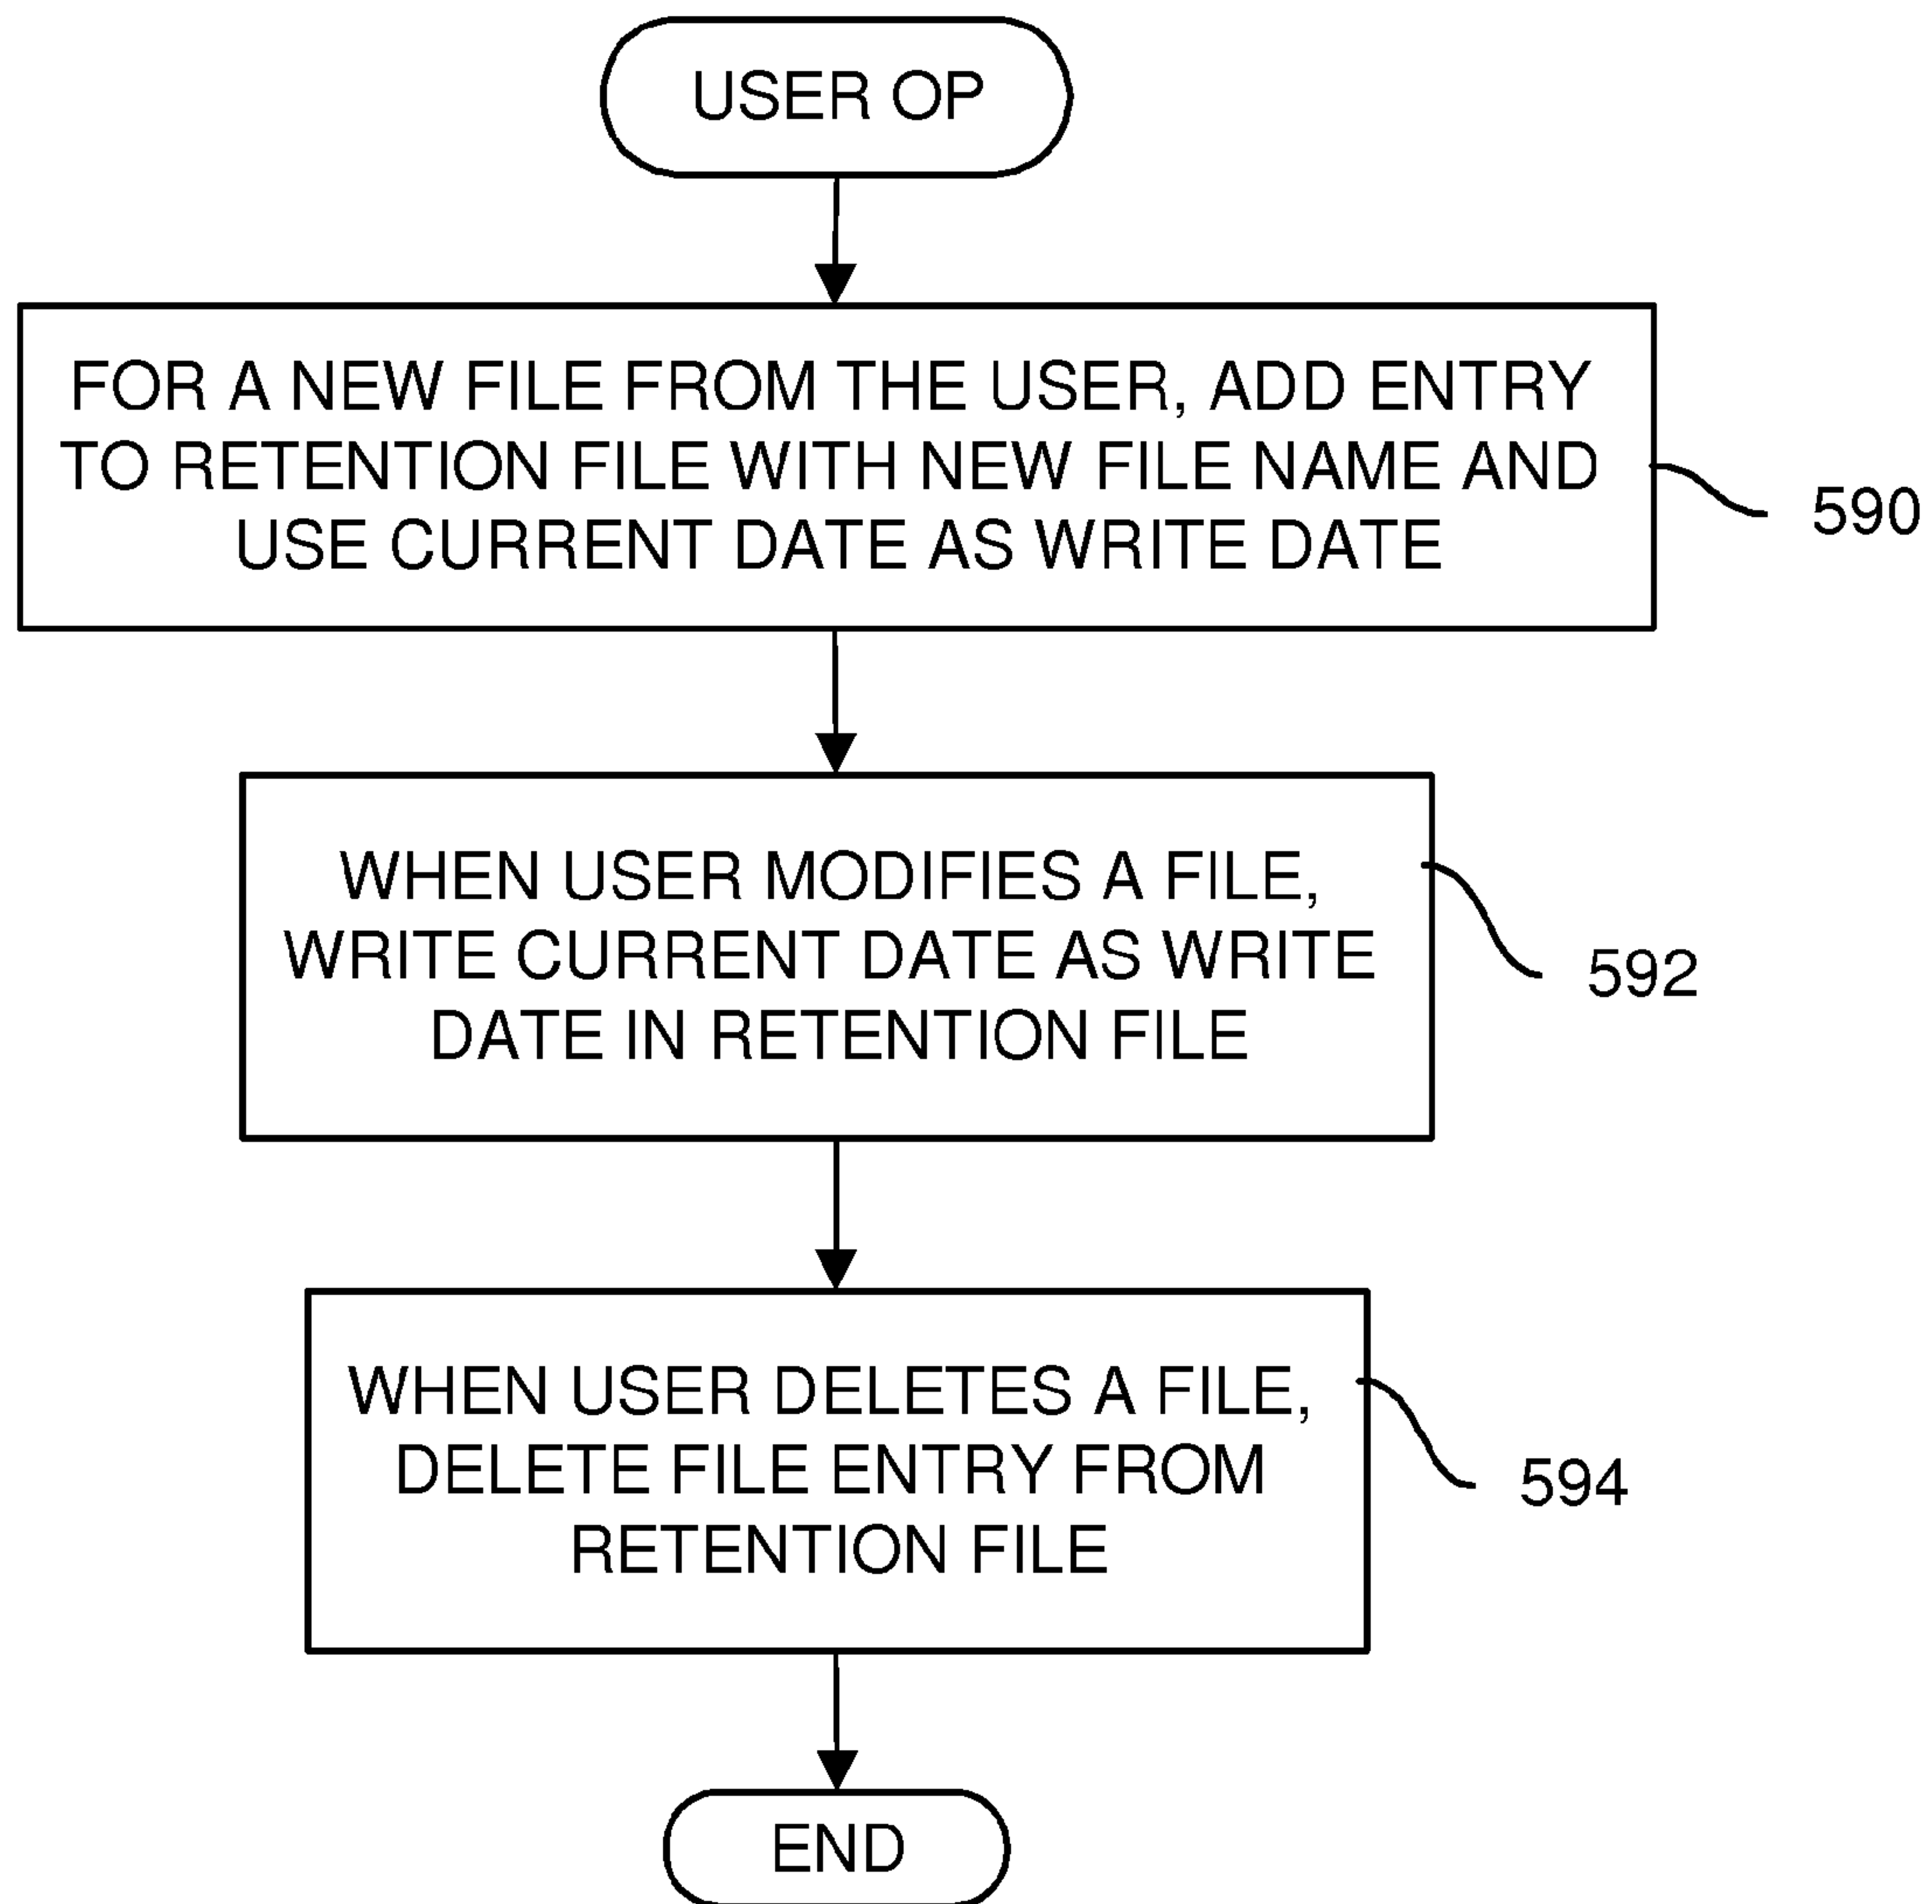 USER OP
FOR A NEW FILE FROM THE USER, ADD ENTRY
TO RETENTION FILE WITH NEW FILE NAME AND
USE CURRENT DATE AS WRITE DATE
590
WHEN USER MODIFIES A FILE,
WRITE CURRENT DATE AS WRITE
DATE IN RETENTION FILE
592
WHEN USER DELETES A FILE,
DELETE FILE ENTRY FROM
RETENTION FILE
594
END